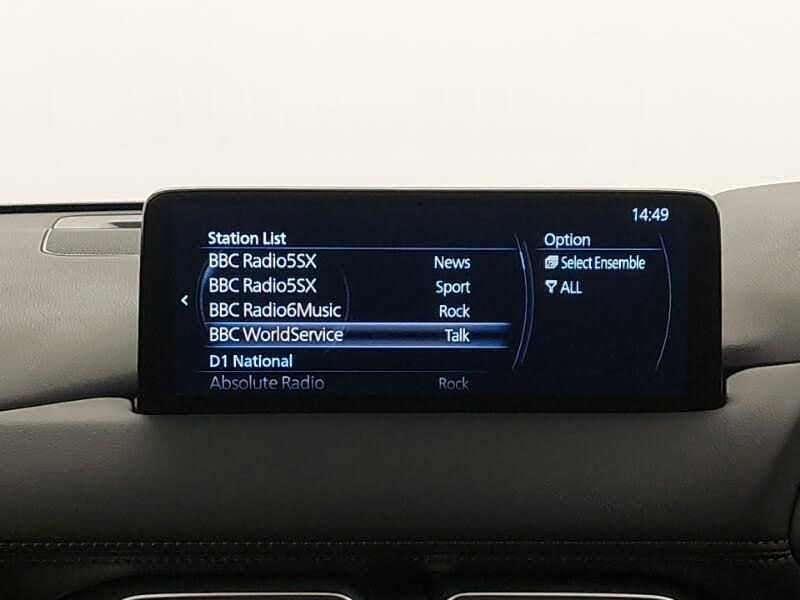 14:49
Station List
BBC Radio5SX News
BBC Radio5SX Sport
BBC Radio6Music Rock
BBC WorldService Talk
D1 National
Absolute Radio Rock
Option
Select Ensemble
ALL